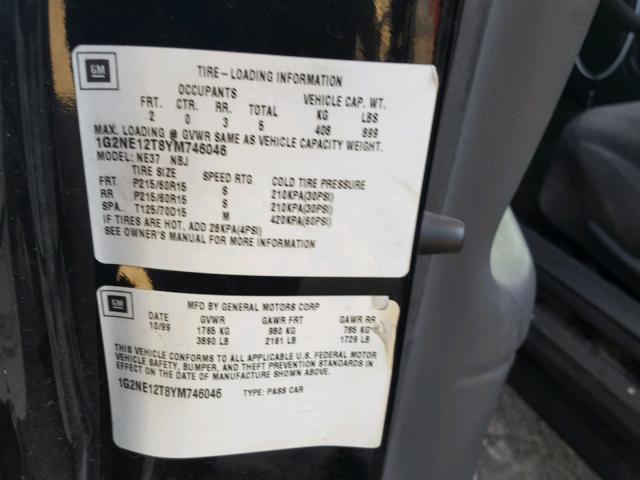 GM
TIRE-LOADING INFORMATION
OCCUPANTS VEHICLE CAP. WT.
FRT. CTR. RR. TOTAL KG LBS
2 0 3 5 408 899
MAX. LOADING @ GVWR SAME AS VEHICLE CAPACITY WEIGHT.
1G2NE12T8YM746046
MODEL: NE37 NBJ
TIRE SIZE SPEED RTG COLD TIRE PRESSURE
FRT P215/60R15 S 210KPA(30PSI)
RR P215/60R15 S 210KPA(30PSI)
SPA. T125/70D15 M 420KPA(60PSI)
IF TIRES ARE HOT, ADD 28KPA(4PSI)
SEE OWNER'S MANUAL FOR MORE INFORMATION
GM
MFD BY GENERAL MOTORS CORP
DATE GVWR GAWR FRT GAWR RR
10/99 1765 KG 980 KG 785 KG
3890 LB 2161 LB 1729 LB
THIS VEHICLE CONFORMS TO ALL APPLICABLE U.S. FEDERAL MOTOR
VEHICLE SAFETY, BUMPER, AND THEFT PREVENTION STANDARDS IN
EFFECT ON THE DATE OF MANUFACTURE SHOWN ABOVE.
1G2NE12T8YM746046 TYPE: PASS CAR